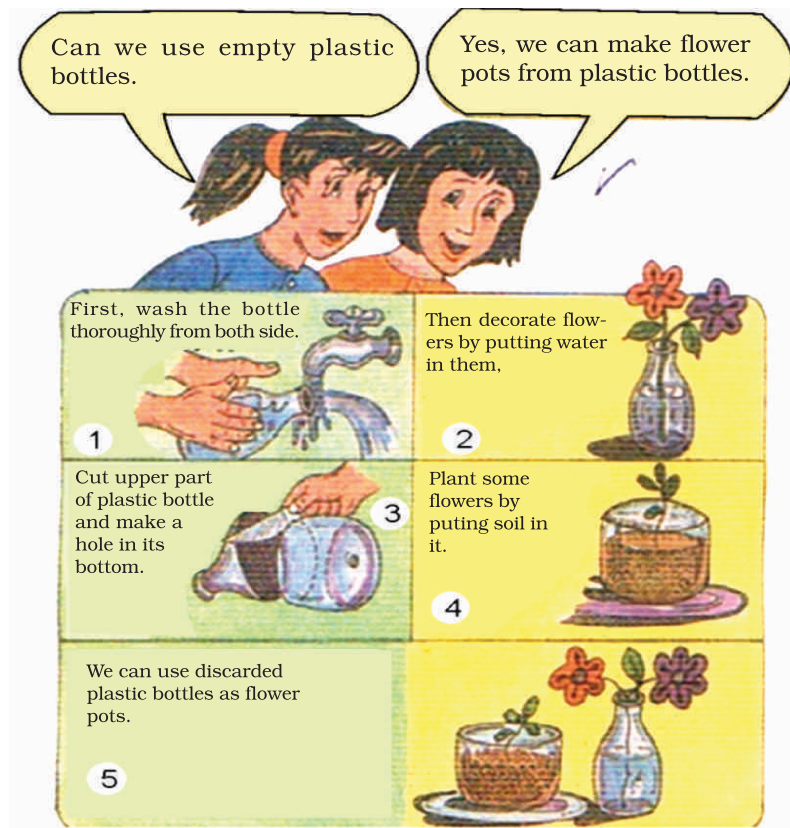 Can we use empty plastic
bottles.
Yes, we can make flower
pots from plastic bottles.
First, wash the bottle
thoroughly from both side.
1
Then decorate flow-
ers by putting water
in them,
2
Cut upper part
of plastic bottle
and make a
hole in its
bottom.
3
Plant some
flowers by
puting soil in
it.
4
We can use discarded
plastic bottles as flower
pots.
5